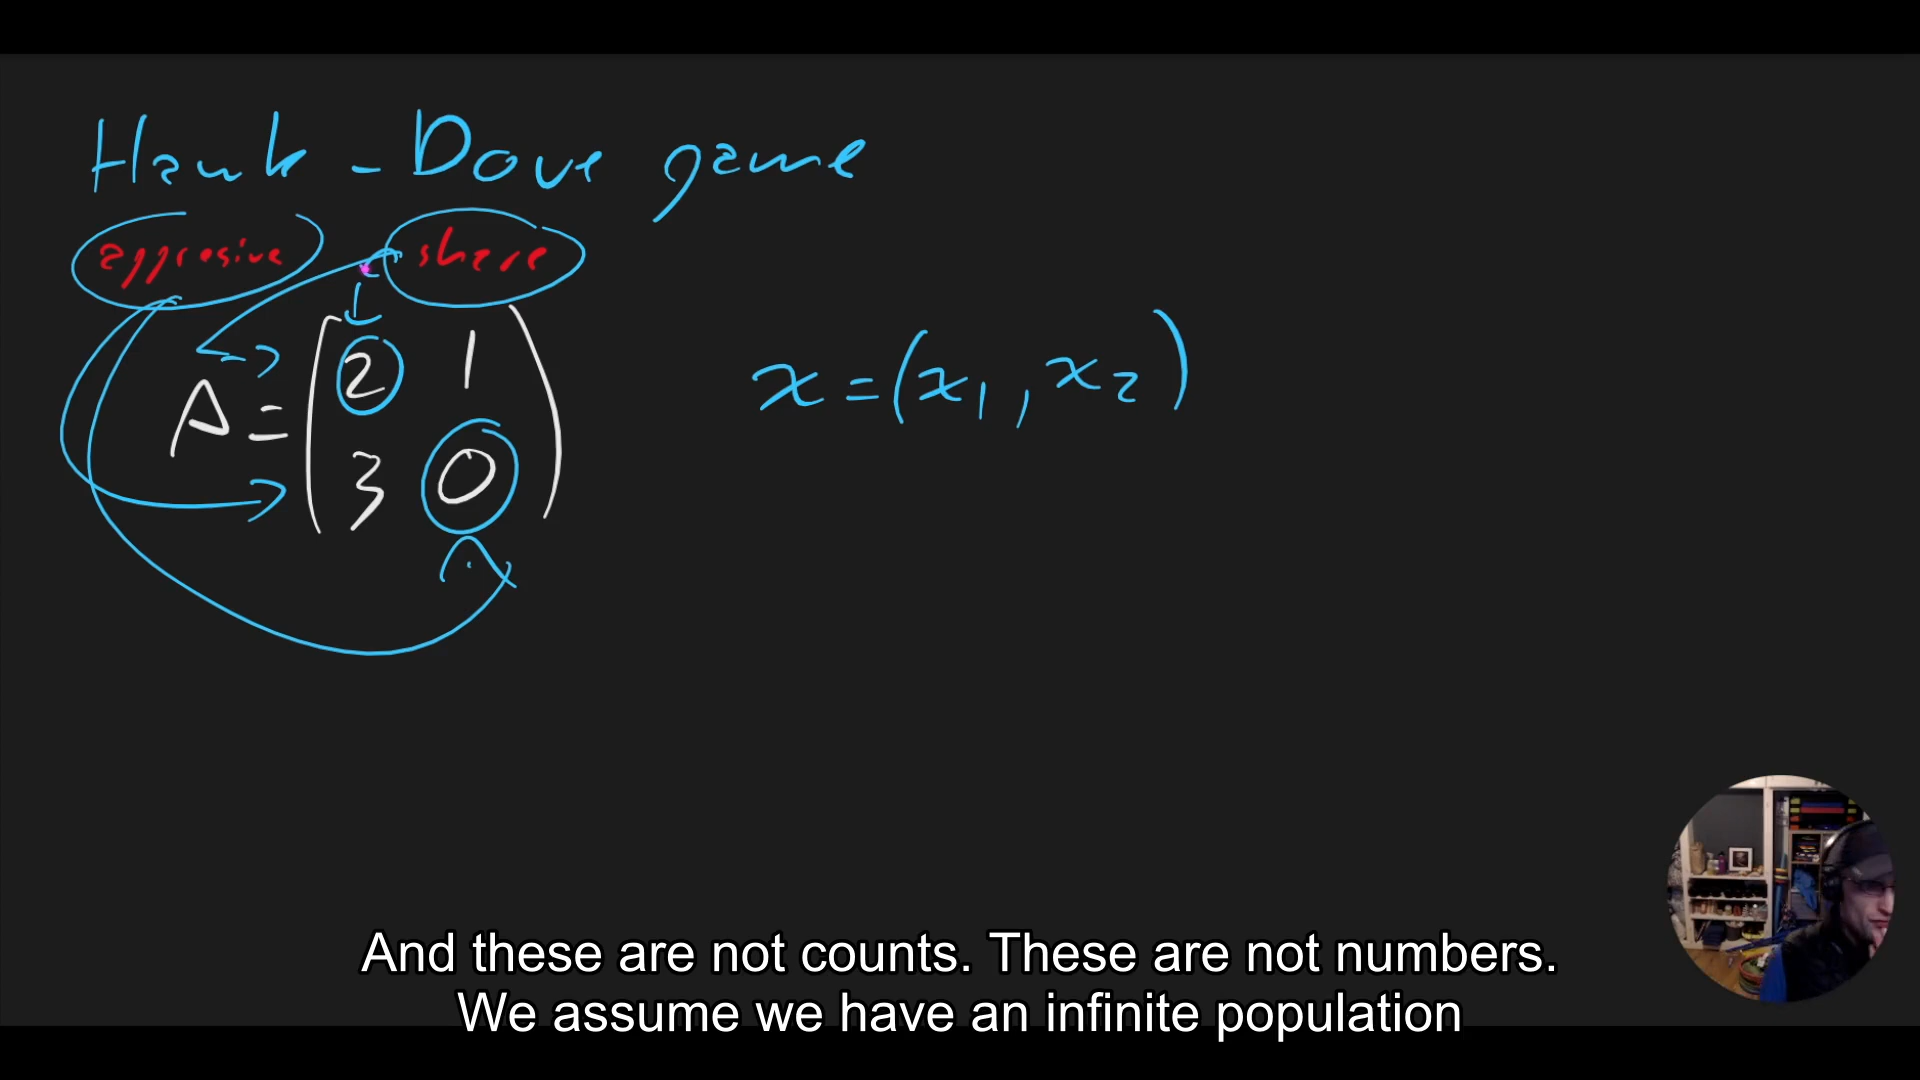 Hawk - Dove game
aggresive share
A = ( 2 1
3 0 )
x = (x1, x2)
And these are not counts. These are not numbers.
We assume we have an infinite population